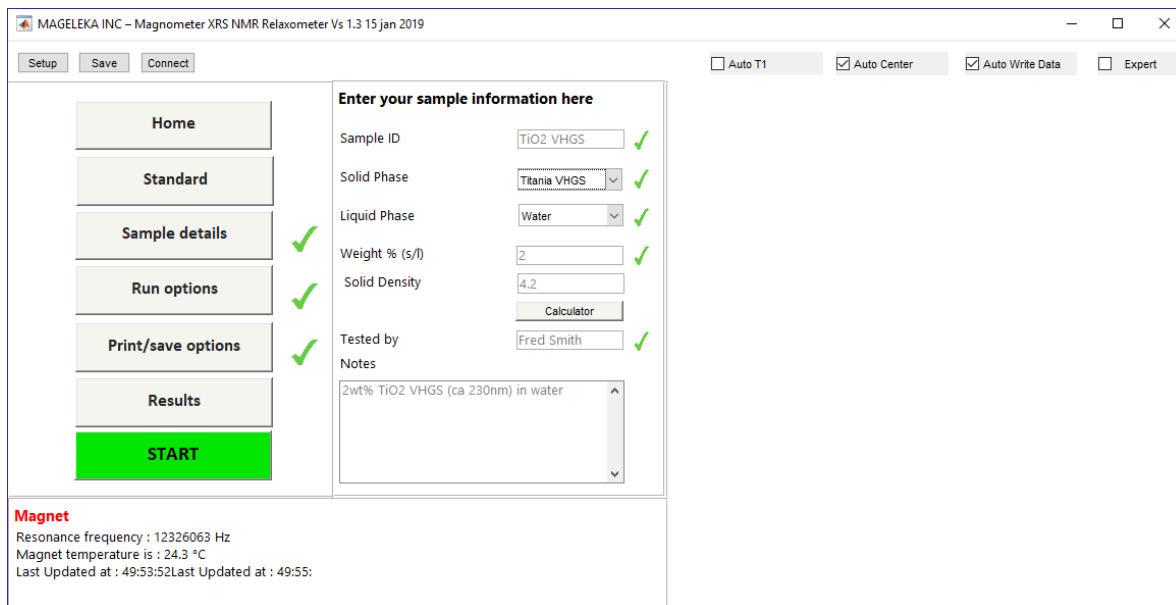 MAGELEKA INC – Magnometer XRS NMR Relaxometer Vs 1.3 15 jan 2019
Setup Save Connect Auto T1 Auto Center Auto Write Data Expert
Home
Standard
Sample details
Run options
Print/save options
Results
START
Enter your sample information here
Sample ID TiO2 VHGS
Solid Phase Titania VHGS
Liquid Phase Water
Weight % (s/l) 2
Solid Density 4.2
Calculator
Tested by Fred Smith
Notes
2wt% TiO2 VHGS (ca 230nm) in water
Magnet
Resonance frequency : 12326063 Hz
Magnet temperature is : 24.3 °C
Last Updated at : 49:53:52Last Updated at : 49:55: